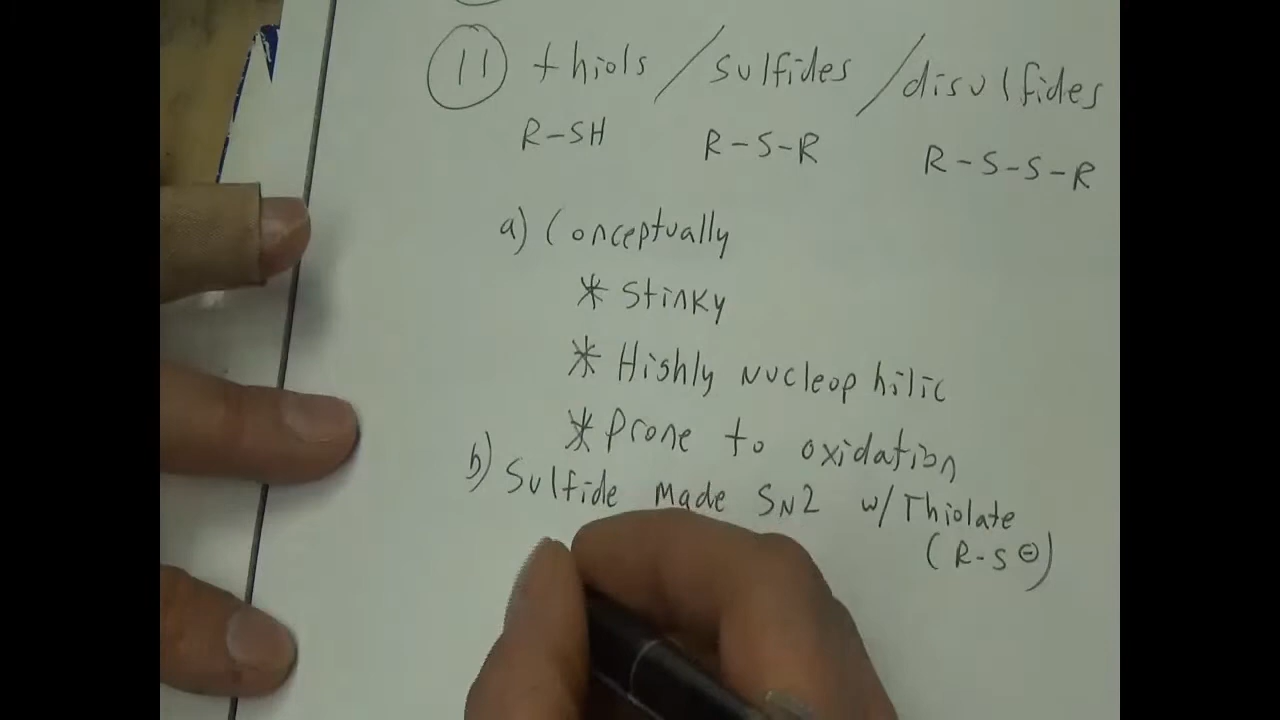 11 thiols / sulfides / disulfides
R-SH R-S-R R-S-S-R
a) Conceptually
* Stinky
* Highly nucleophilic
* Prone to oxidation
b) Sulfide made SN2 w/ Thiolate
(R-S⊖)